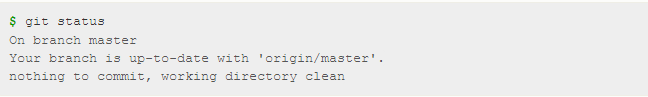 $ git status
On branch master
Your branch is up-to-date with 'origin/master'.
nothing to commit, working directory clean